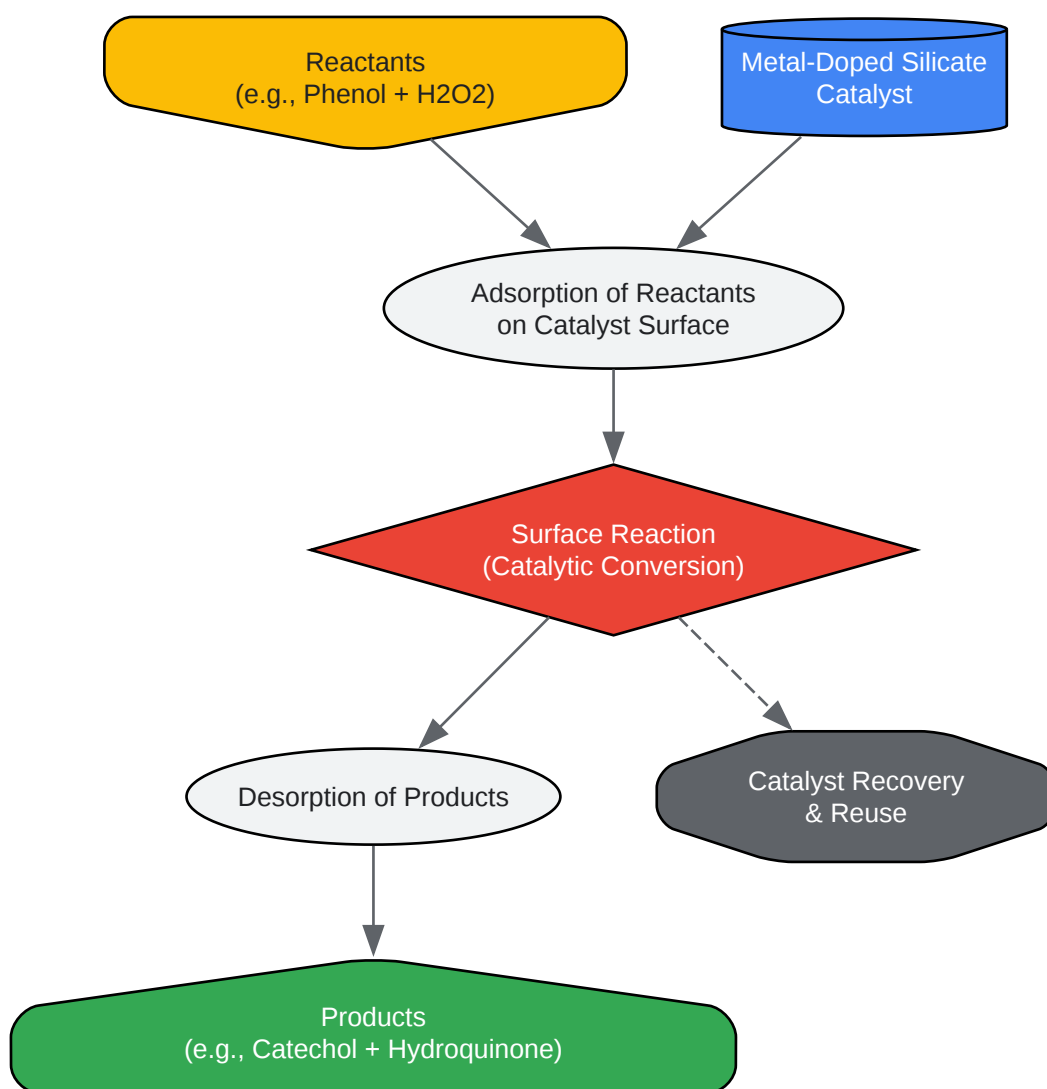 Reactants
(e.g., Phenol + H2O2)
Metal-Doped Silicate
Catalyst
Adsorption of Reactants
on Catalyst Surface
Surface Reaction
(Catalytic Conversion)
Desorption of Products
Catalyst Recovery
& Reuse
Products
(e.g., Catechol + Hydroquinone)